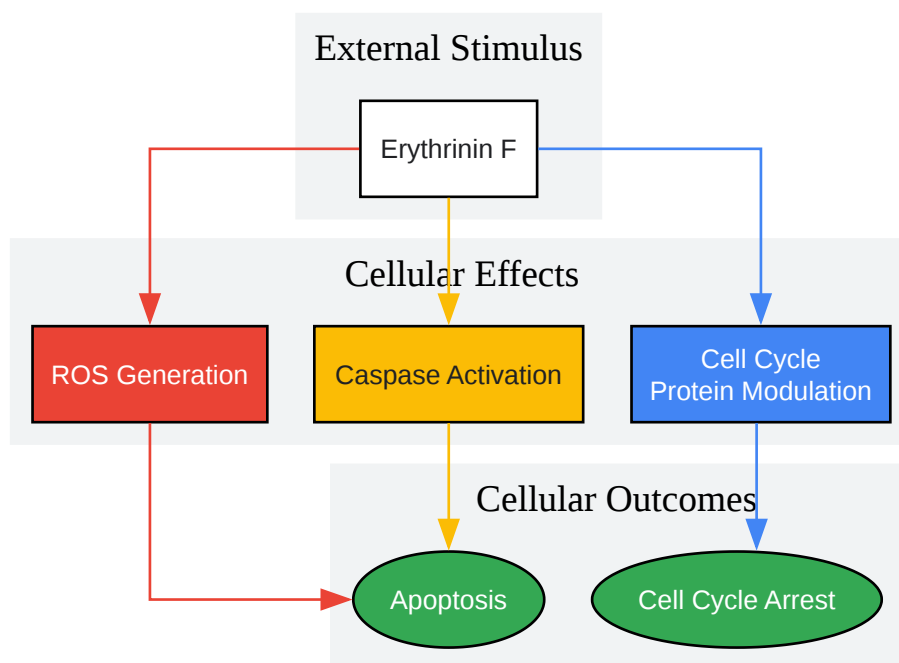 External Stimulus
Erythrinin F
Cellular Effects
ROS Generation
Caspase Activation
Cell Cycle
Protein Modulation
Cellular Outcomes
Apoptosis
Cell Cycle Arrest